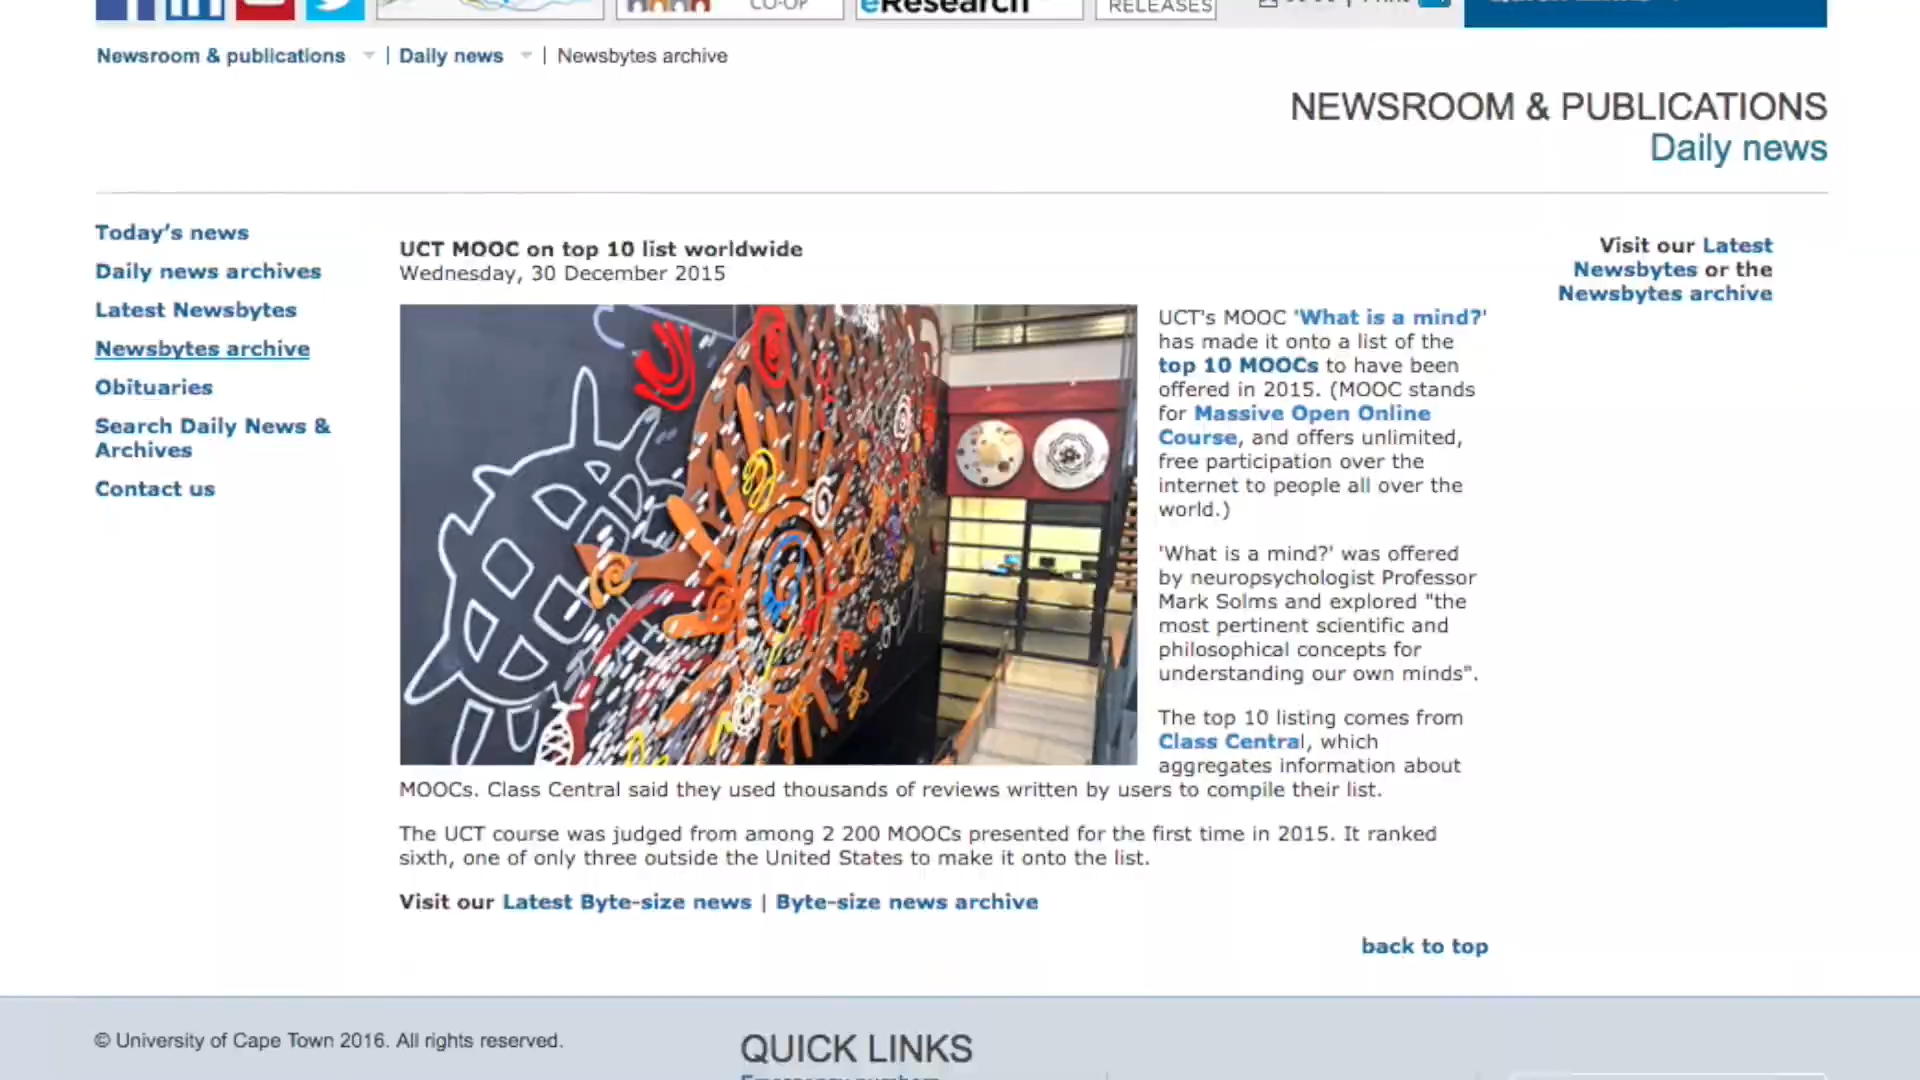 CO-OP
eResearch
RELEASES
Newsroom & publications | Daily news | Newsbytes archive
NEWSROOM & PUBLICATIONS
Daily news
Today's news
Daily news archives
Latest Newsbytes
Newsbytes archive
Obituaries
Search Daily News &
Archives
Contact us
UCT MOOC on top 10 list worldwide
Wednesday, 30 December 2015
UCT's MOOC 'What is a mind?'
has made it onto a list of the
top 10 MOOCs to have been
offered in 2015. (MOOC stands
for Massive Open Online
Course, and offers unlimited,
free participation over the
internet to people all over the
world.)
'What is a mind?' was offered
by neuropsychologist Professor
Mark Solms and explored "the
most pertinent scientific and
philosophical concepts for
understanding our own minds".
The top 10 listing comes from
Class Central, which
aggregates information about
MOOCs. Class Central said they used thousands of reviews written by users to compile their list.
The UCT course was judged from among 2 200 MOOCs presented for the first time in 2015. It ranked
sixth, one of only three outside the United States to make it onto the list.
Visit our Latest Byte-size news | Byte-size news archive
back to top
Visit our Latest
Newsbytes or the
Newsbytes archive
© University of Cape Town 2016. All rights reserved.
QUICK LINKS